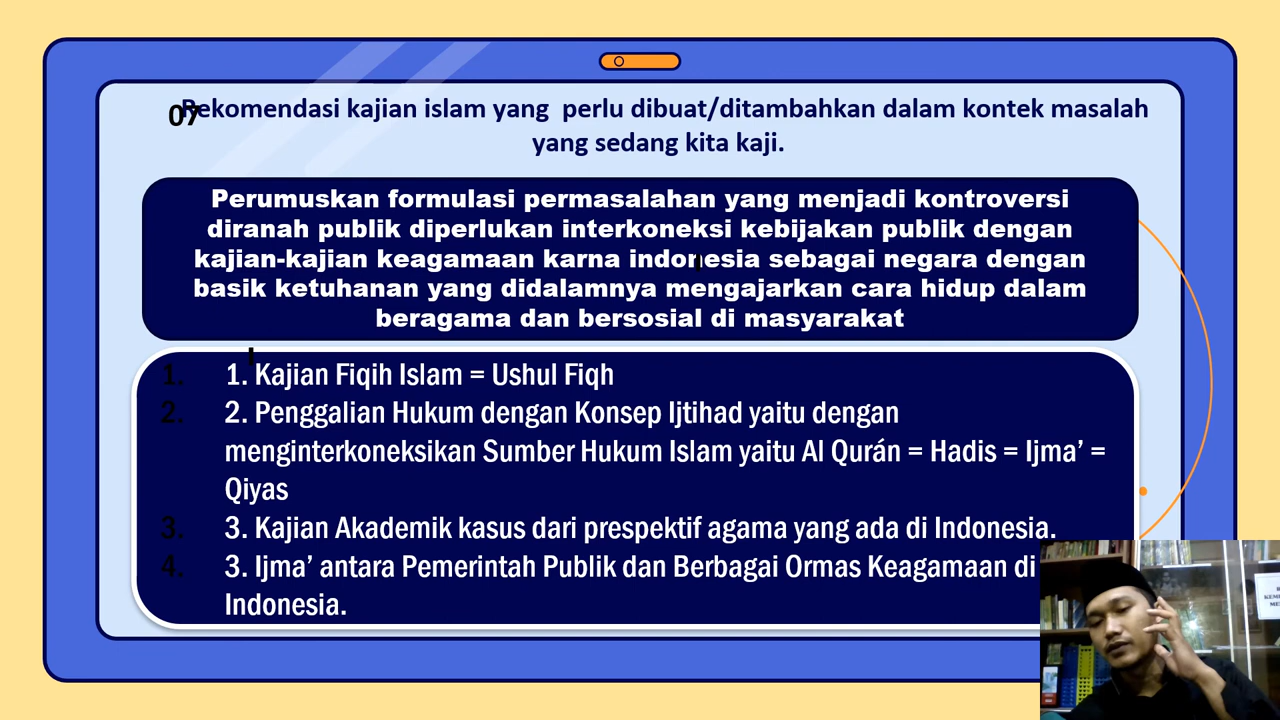 07
Rekomendasi kajian islam yang perlu dibuat/ditambahkan dalam kontek masalah
yang sedang kita kaji.
Perumuskan formulasi permasalahan yang menjadi kontroversi
diranah publik diperlukan interkoneksi kebijakan publik dengan
kajian-kajian keagamaan karna indonesia sebagai negara dengan
basik ketuhanan yang didalamnya mengajarkan cara hidup dalam
beragama dan bersosial di masyarakat
1. 1. Kajian Fiqih Islam = Ushul Fiqh
2. 2. Penggalian Hukum dengan Konsep Ijtihad yaitu dengan
menginterkoneksikan Sumber Hukum Islam yaitu Al Qurán = Hadis = Ijma’ =
Qiyas
3. 3. Kajian Akademik kasus dari prespektif agama yang ada di Indonesia.
4. 3. Ijma’ antara Pemerintah Publik dan Berbagai Ormas Keagamaan di
Indonesia.